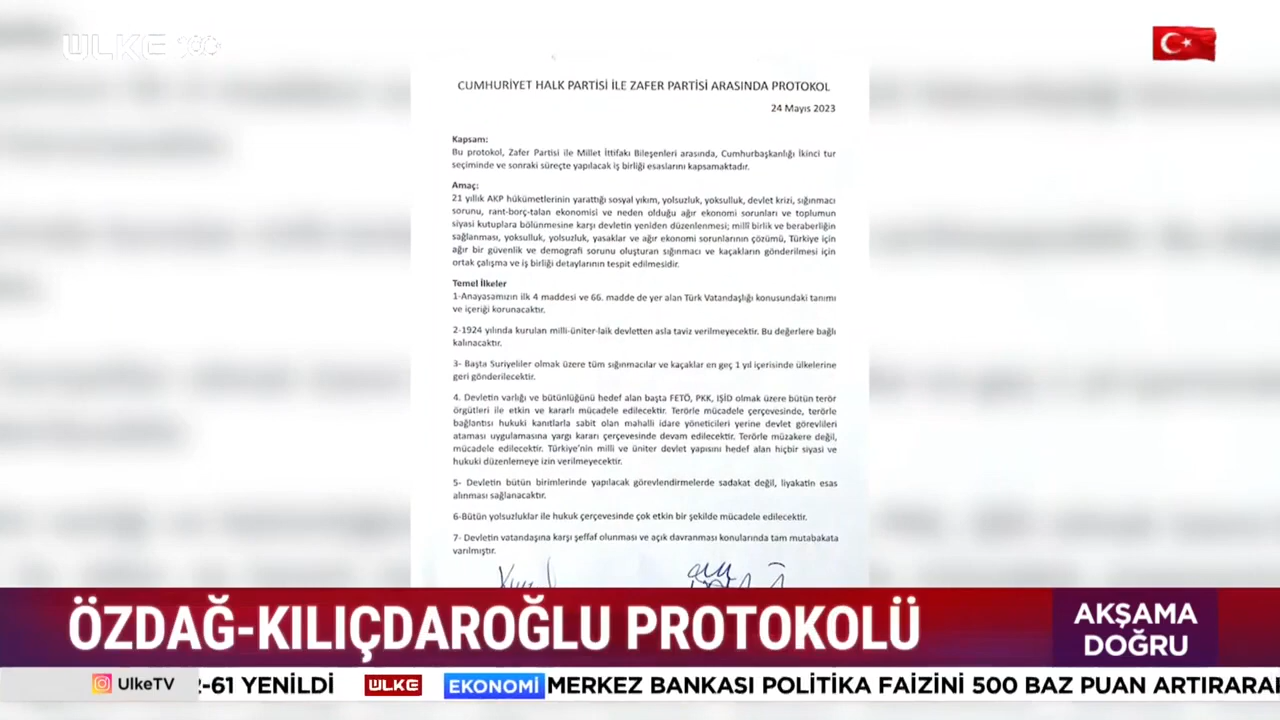 ÜLKE
CUMHURİYET HALK PARTİSİ İLE ZAFER PARTİSİ ARASINDA PROTOKOL
24 Mayıs 2023
Kapsam:
Bu protokol, Zafer Partisi ile Millet İttifakı Bileşenleri arasında, Cumhurbaşkanlığı İkinci tur
seçiminde ve sonraki süreçte yapılacak iş birliği esaslarını kapsamaktadır.
Amaç:
21 yıllık AKP hükümetlerinin yarattığı sosyal yıkım, yolsuzluk, yoksulluk, devlet krizi, sığınmacı
sorunu, rant-borç-talan ekonomisi ve neden olduğu ağır ekonomi sorunları ve toplumun
siyasi kutuplara bölünmesine karşı devletin yeniden düzenlenmesi; millî birlik ve beraberliğin
sağlanması, yoksulluk, yolsuzluk, yasaklar ve ağır ekonomi sorunlarının çözümü, Türkiye için
ağır bir güvenlik ve demografi sorunu oluşturan sığınmacı ve kaçakların gönderilmesi için
ortak çalışma ve iş birliği detaylarının tespit edilmesidir.
Temel İlkeler
1-Anayasamızın ilk 4 maddesi ve 66. madde de yer alan Türk Vatandaşlığı konusundaki tanımı
ve içeriği korunacaktır.
2-1924 yılında kurulan milli-üniter-laik devletten asla taviz verilmeyecektir. Bu değerlere bağlı
kalınacaktır.
3- Başta Suriyeliler olmak üzere tüm sığınmacılar ve kaçaklar en geç 1 yıl içerisinde ülkelerine
geri gönderilecektir.
4. Devletin varlığı ve bütünlüğünü hedef alan başta FETÖ, PKK, IŞİD olmak üzere bütün terör
örgütleri ile etkin ve kararlı mücadele edilecektir. Terörle mücadele çerçevesinde, terörle
bağlantısı hukuki kanıtlarla sabit olan mahalli idare yöneticileri yerine devlet görevlileri
ataması uygulamasına yargı kararı çerçevesinde devam edilecektir. Terörle müzakere değil,
mücadele edilecektir. Türkiye'nin milli ve üniter devlet yapısını hedef alan hiçbir siyasi ve
hukuki düzenlemeye izin verilmeyecektir.
5- Devletin bütün birimlerinde yapılacak görevlendirmelerde sadakat değil, liyakatin esas
alınması sağlanacaktır.
6-Bütün yolsuzluklar ile hukuk çerçevesinde çok etkin bir şekilde mücadele edilecektir.
7- Devletin vatandaşına karşı şeffaf olunması ve açık davranması konularında tam mutabakata
varılmıştır.
ÖZDAĞ-KILIÇDAROĞLU PROTOKOLÜ
AKŞAMA
DOĞRU
UlkeTV 2-61 YENİLDİ ÜLKE EKONOMİ MERKEZ BANKASI POLİTİKA FAİZİNİ 500 BAZ PUAN ARTIRARA